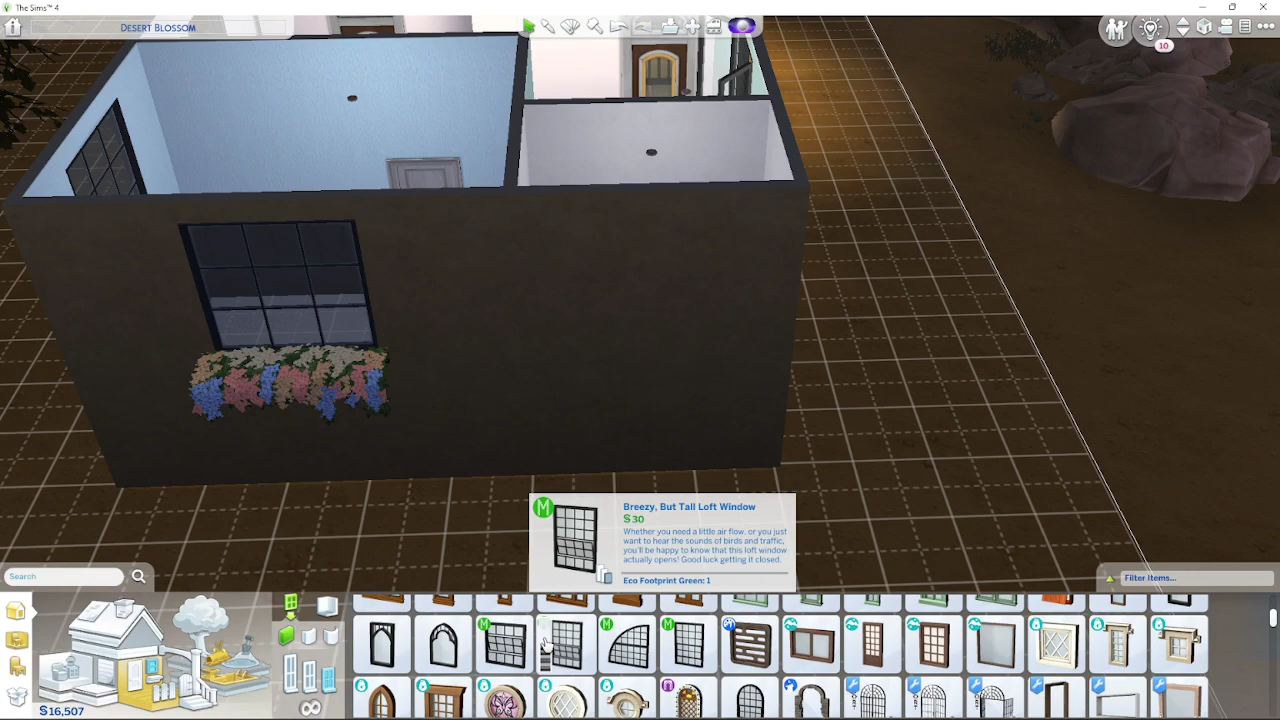 The Sims™ 4
DESERT BLOSSOM
10
M
Breezy, But Tall Loft Window
§30
Whether you need a little air flow, or you just
want to hear the sounds of birds and traffic,
you'll be happy to know that this loft window
actually opens! Good luck getting it closed.
Eco Footprint Green: 1
Search
Filter Items...
M
M
M
§16,507